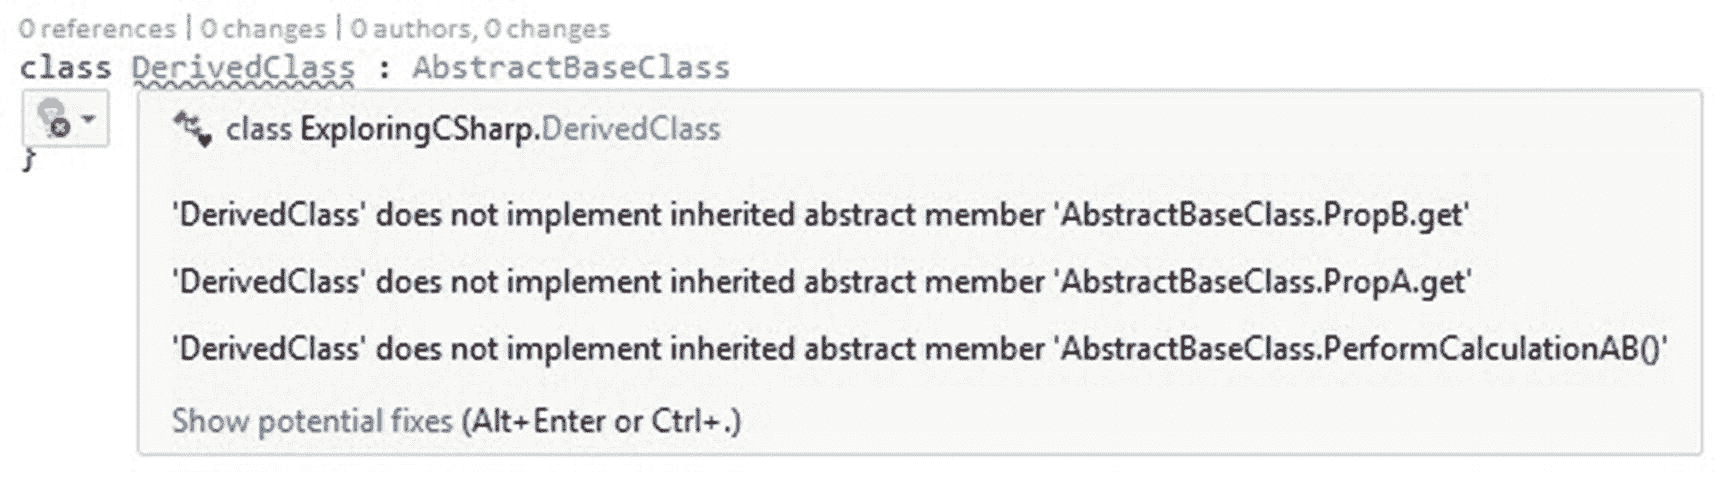 0 references | 0 changes | 0 authors, 0 changes
class DerivedClass : AbstractBaseClass
class ExploringCSharp.DerivedClass
}
'DerivedClass' does not implement inherited abstract member 'AbstractBaseClass.PropB.get'
'DerivedClass' does not implement inherited abstract member 'AbstractBaseClass.PropA.get'
'DerivedClass' does not implement inherited abstract member 'AbstractBaseClass.PerformCalculationAB()'
Show potential fixes (Alt+Enter or Ctrl+.)